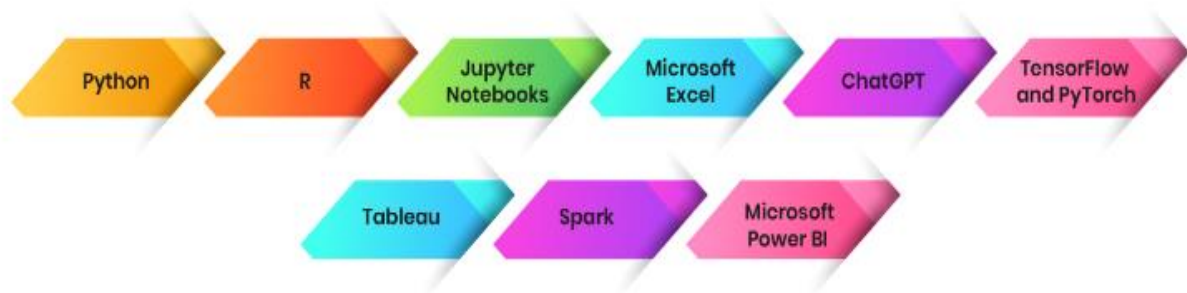 Python
R
Jupyter
Notebooks
Microsoft
Excel
ChatGPT
TensorFlow
and PyTorch
Tableau
Spark
Microsoft
Power BI